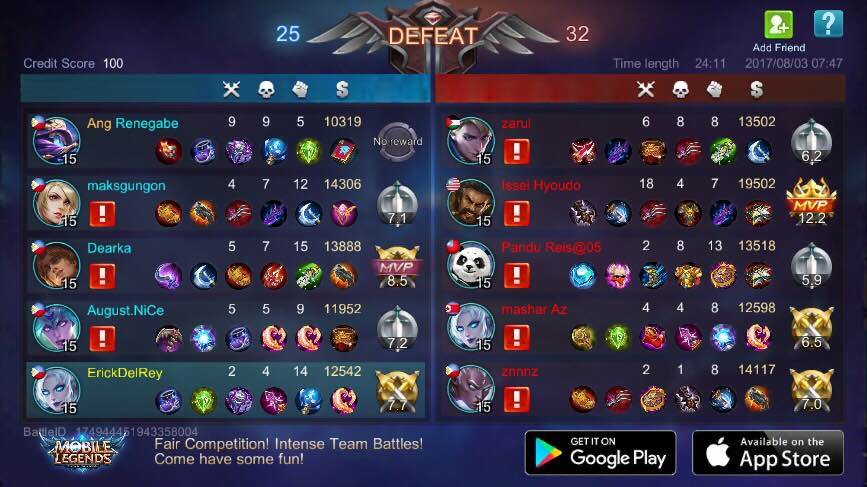 25 DEFEAT 32
Add Friend
Credit Score 100
Time length 24:11 2017/08/03 07:47
Ang Renegabe 9 9 5 10319
15
No reward
zarul 6 8 8 13502
15
6,2
maksgungon 4 7 12 14306
15
7.1
Issei Hyoudo 18 4 7 19502
15
MVP
12.2
Dearka 5 7 15 13888
15
MVP
8.5
Pandu Reis@05 2 8 13 13518
15
5,9
August.NiCe 5 5 9 11952
15
7,2
mashar Az 4 4 8 12598
15
6.5
ErickDelRey 2 4 14 12542
15
7.7
znnnz 2 1 8 14117
15
7.0
BattleID 174944451943358004
MOBILE
LEGENDS
Fair Competition! Intense Team Battles!
Come have some fun!
GET IT ON
Google Play
Available on the
App Store